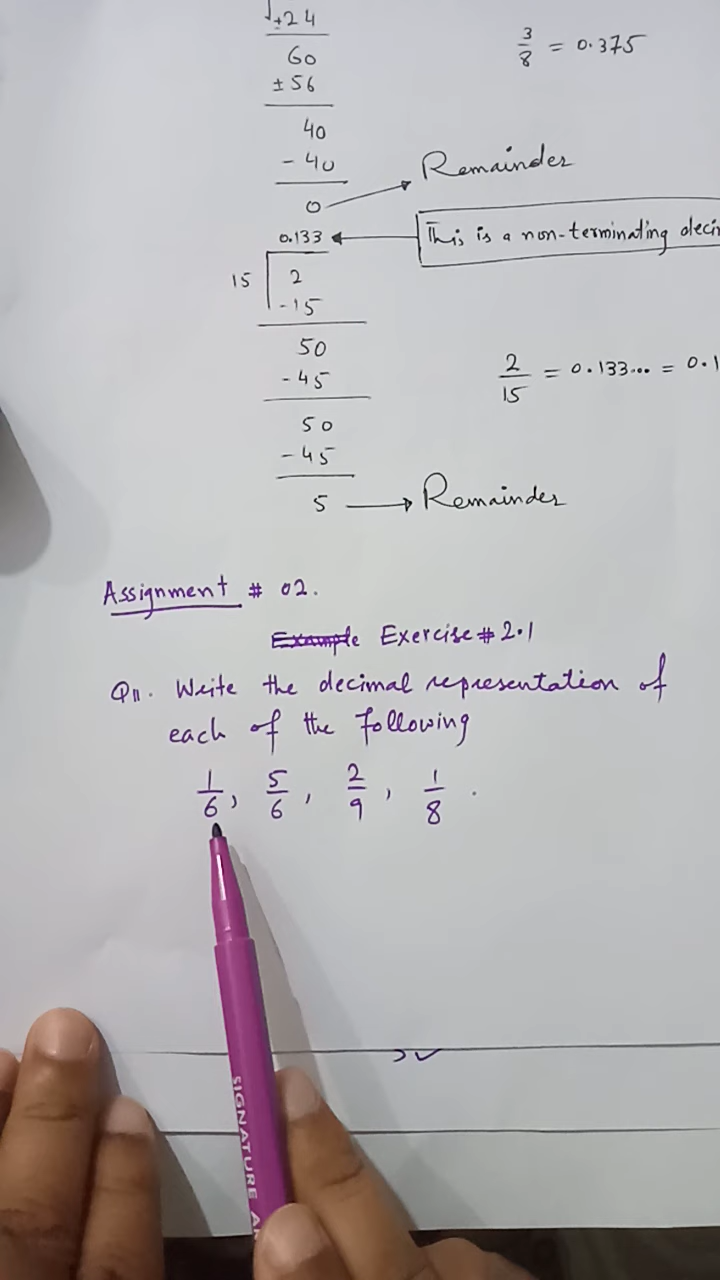 +24
60
3/8 = 0.375
±56
40
- 40
Remainder
0
0.133
This is a non-terminating deci
15 2
-15
50
2/15 = 0.133... = 0.1
-45
50
-45
5
Remainder
Assignment # 02.
Example Exercise # 2.1
Q11. Write the decimal representation of
each of the following
1/6, 5/6, 2/9, 1/8.
SIGNATURE